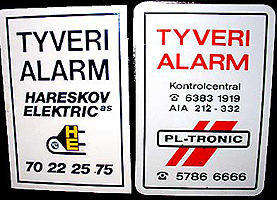 TYVERI
ALARM
HARESKOV
ELEKTRIC as
HE
70 22 25 75
TYVERI
ALARM
Kontrolcentral
☎ 6383 1919
AIA 212 - 332
PL-TRONIC
☎ 5786 6666